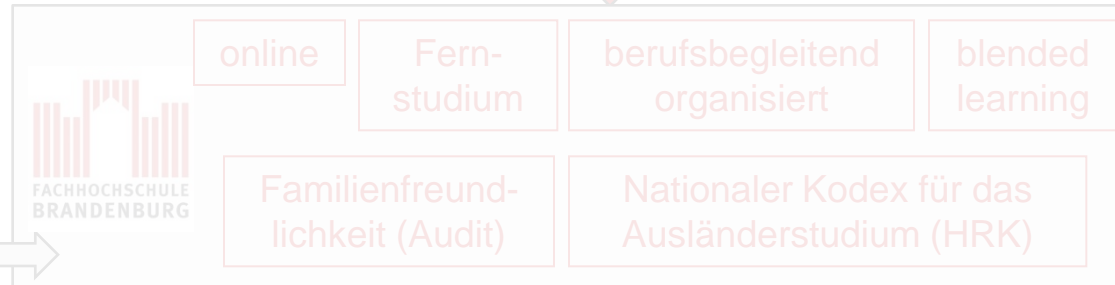 online
Fern-
studium
berufsbegleitend
organisiert
blended
learning
FACHHOCHSCHULE
BRANDENBURG
Familienfreund-
lichkeit (Audit)
Nationaler Kodex für das
Ausländerstudium (HRK)